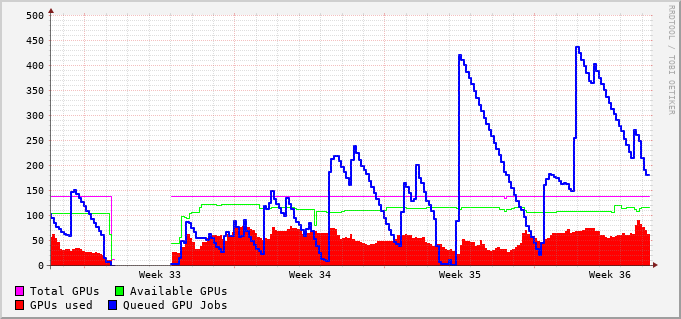 500
450
400
350
300
250
200
150
100
50
0
Week 33 Week 34 Week 35 Week 36
Total GPUs Available GPUs
GPUs used Queued GPU Jobs
RRDTOOL / TOBI OETIKER